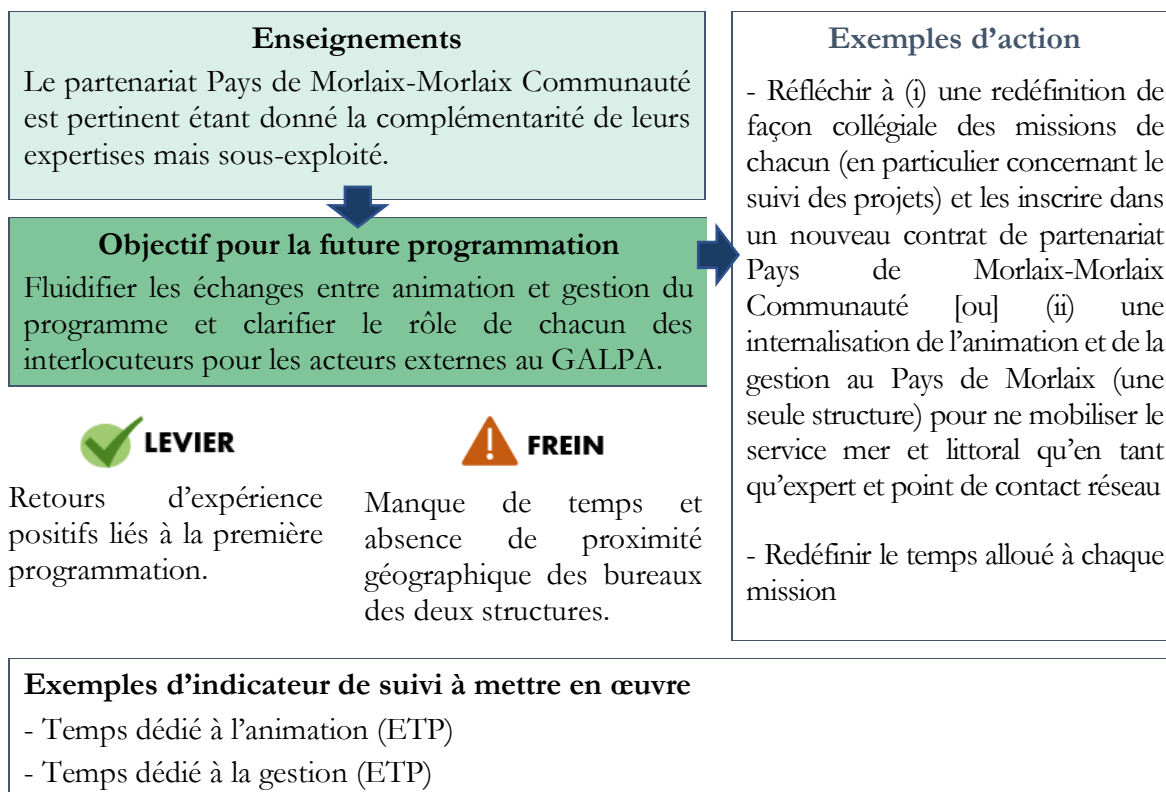 Enseignements
Le partenariat Pays de Morlaix-Morlaix Communauté
est pertinent étant donné la complémentarité de leurs
expertises mais sous-exploité.
Objectif pour la future programmation
Fluidifier les échanges entre animation et gestion du
programme et clarifier le rôle de chacun des
interlocuteurs pour les acteurs externes au GALPA.
LEVIER
Retours d'expérience
positifs liés à la première
programmation.
FREIN
Manque de temps et
absence de proximité
géographique des bureaux
des deux structures.
Exemples d'action
- Réfléchir à (i) une redéfinition de
façon collégiale des missions de
chacun (en particulier concernant le
suivi des projets) et les inscrire dans
un nouveau contrat de partenariat
Pays de Morlaix-Morlaix
Communauté [ou] (ii) une
internalisation de l'animation et de la
gestion au Pays de Morlaix (une
seule structure) pour ne mobiliser le
service mer et littoral qu'en tant
qu'expert et point de contact réseau
- Redéfinir le temps alloué à chaque
mission
Exemples d'indicateur de suivi à mettre en œuvre
- Temps dédié à l'animation (ETP)
- Temps dédié à la gestion (ETP)